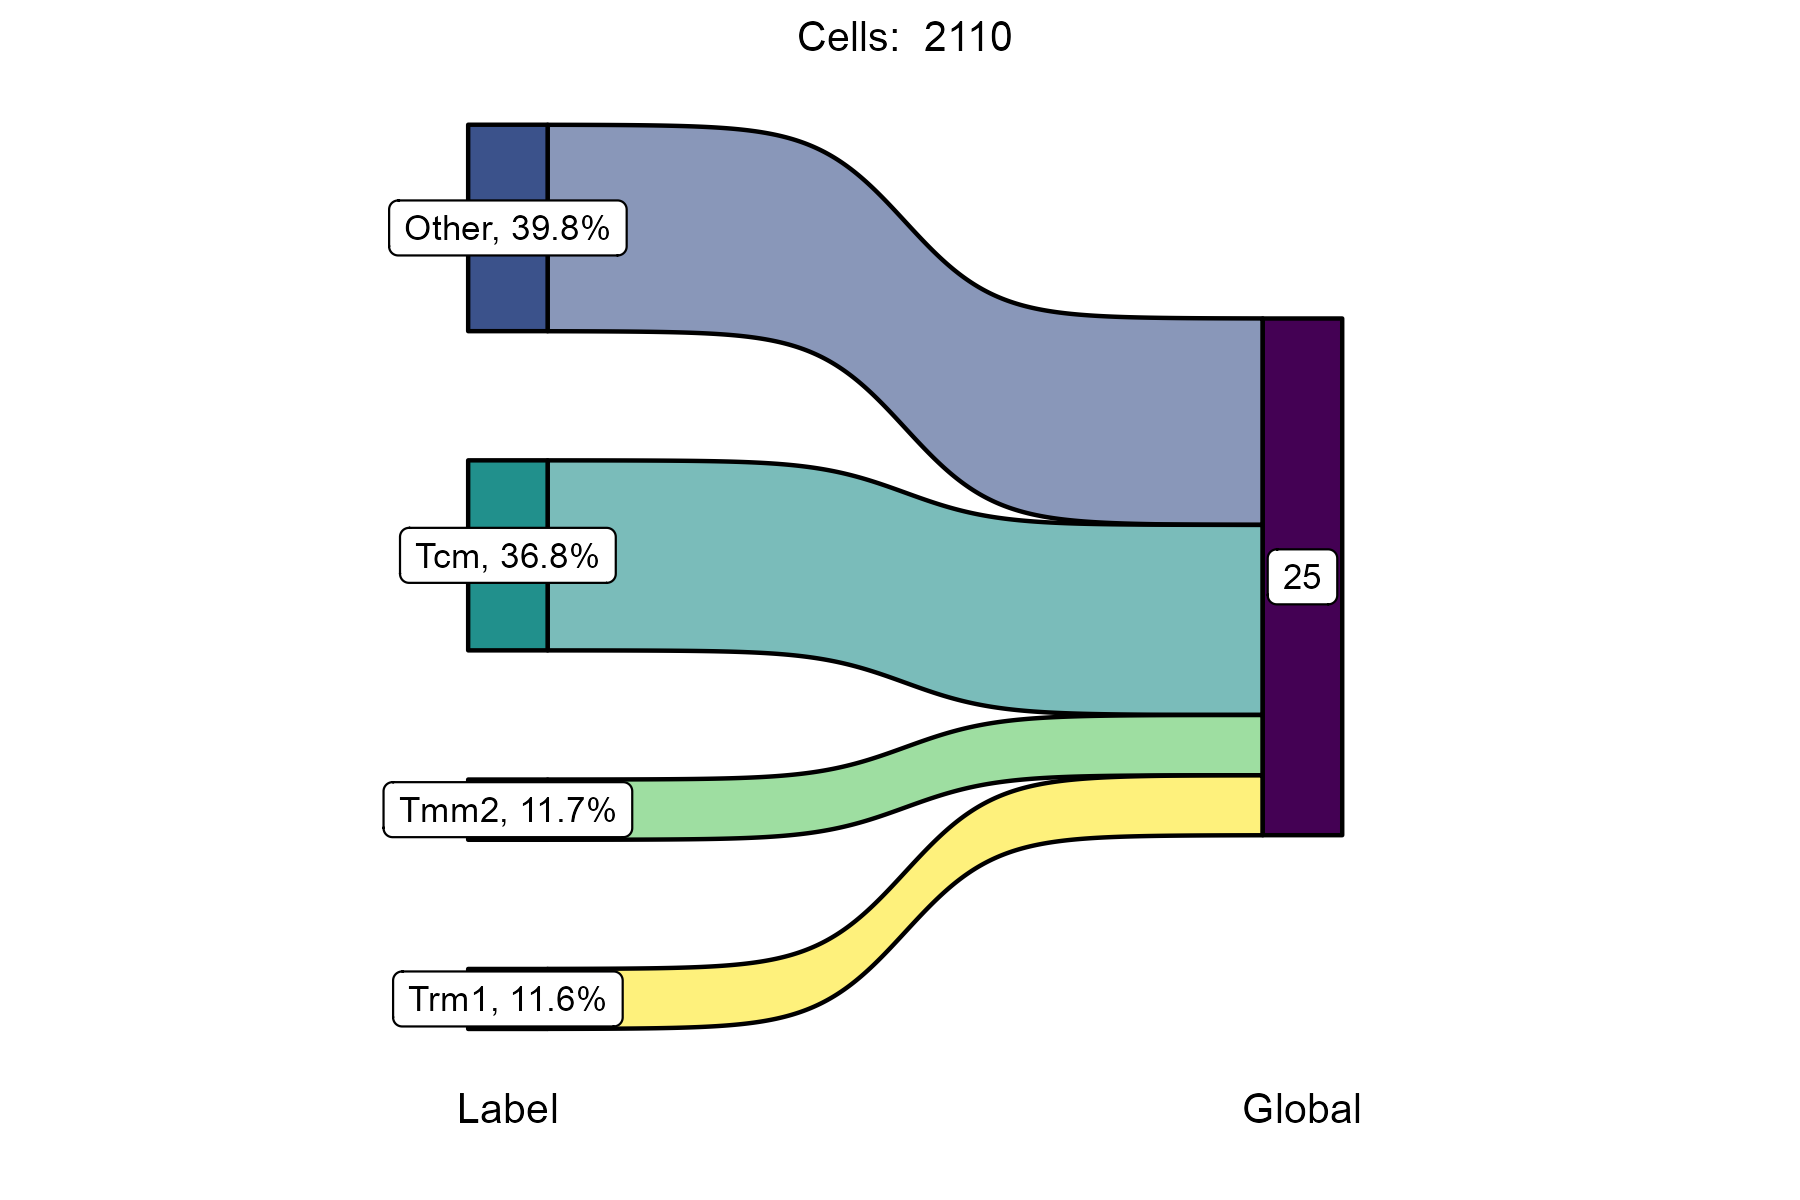 Cells:  2110
Other, 39.8%
Tcm, 36.8%
25
Tmm2, 11.7%
Trm1, 11.6%
Label
Global